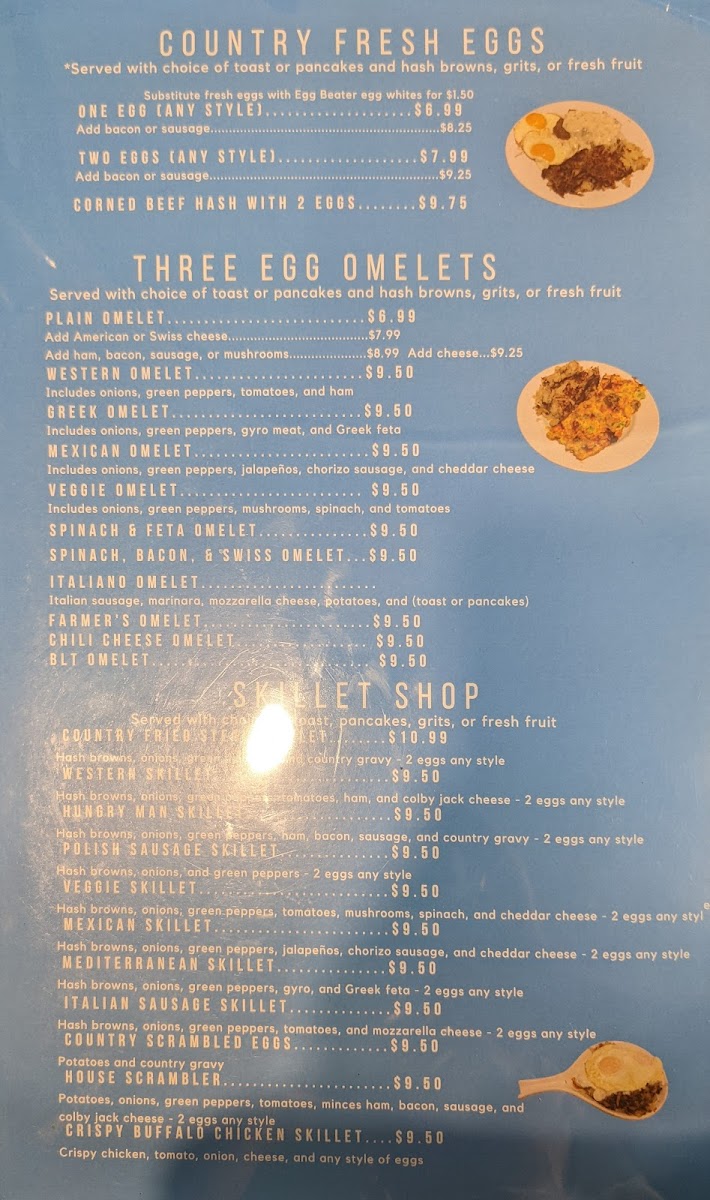 COUNTRY FRESH EGGS
*Served with choice of toast or pancakes and hash browns, grits, or fresh fruit
Substitute fresh eggs with Egg Beater egg whites for $1.50
ONE EGG (ANY STYLE)....................$6.99
Add bacon or sausage............................................................$8.25
TWO EGGS (ANY STYLE)...................$7.99
Add bacon or sausage............................................................$9.25
CORNED BEEF HASH WITH 2 EGGS........$9.75
THREE EGG OMELETS
Served with choice of toast or pancakes and hash browns, grits, or fresh fruit
PLAIN OMELET...........................$6.99
Add American or Swiss cheese.....................................$7.99
Add ham, bacon, sausage, or mushrooms.....................$8.99 Add cheese...$9.25
WESTERN OMELET.......................$9.50
Includes onions, green peppers, tomatoes, and ham
GREEK OMELET..........................$9.50
Includes onions, green peppers, gyro meat, and Greek feta
MEXICAN OMELET........................$9.50
Includes onions, green peppers, jalapeños, chorizo sausage, and cheddar cheese
VEGGIE OMELET......................... $9.50
Includes onions, green peppers, mushrooms, spinach, and tomatoes
SPINACH & FETA OMELET...............$9.50
SPINACH, BACON, & SWISS OMELET...$9.50
ITALIANO OMELET........................
Italian sausage, marinara, mozzarella cheese, potatoes, and (toast or pancakes)
FARMER'S OMELET.......................$9.50
CHILI CHEESE OMELET.................. $9.50
BLT OMELET.............................. $9.50
SKILLET SHOP
Served with choi toast, pancakes, grits, or fresh fruit
COUNTRY FRIED ........$10.99
Hash browns, onions, green and country gravy - 2 eggs any style
WESTERN SKILLET........................$9.50
Hash browns, onions, green tomatoes, ham, and colby jack cheese - 2 eggs any style
HUNGRY MAN SKILLET....................$9.50
Hash browns, onions, green peppers, ham, bacon, sausage, and country gravy - 2 eggs any style
POLISH SAUSAGE SKILLET...............$9.50
Hash browns, onions, and green peppers - 2 eggs any style
VEGGIE SKILLET..........................$9.50
Hash browns, onions, green peppers, tomatoes, mushrooms, spinach, and cheddar cheese - 2 eggs any style
MEXICAN SKILLET........................$9.50
Hash browns, onions, green peppers, jalapeños, chorizo sausage, and cheddar cheese - 2 eggs any style
MEDITERRANEAN SKILLET...............$9.50
Hash browns, onions, green peppers, gyro, and Greek feta - 2 eggs any style
ITALIAN SAUSAGE SKILLET..............$9.50
Hash browns, onions, green peppers, tomatoes, and mozzarella cheese - 2 eggs any style
COUNTRY SCRAMBLED EGGS.............$9.50
Potatoes and country gravy
HOUSE SCRAMBLER.......................$9.50
Potatoes, onions, green peppers, tomatoes, minces ham, bacon, sausage, and
colby jack cheese - 2 eggs any style
CRISPY BUFFALO CHICKEN SKILLET....$9.50
Crispy chicken, tomato, onion, cheese, and any style of eggs